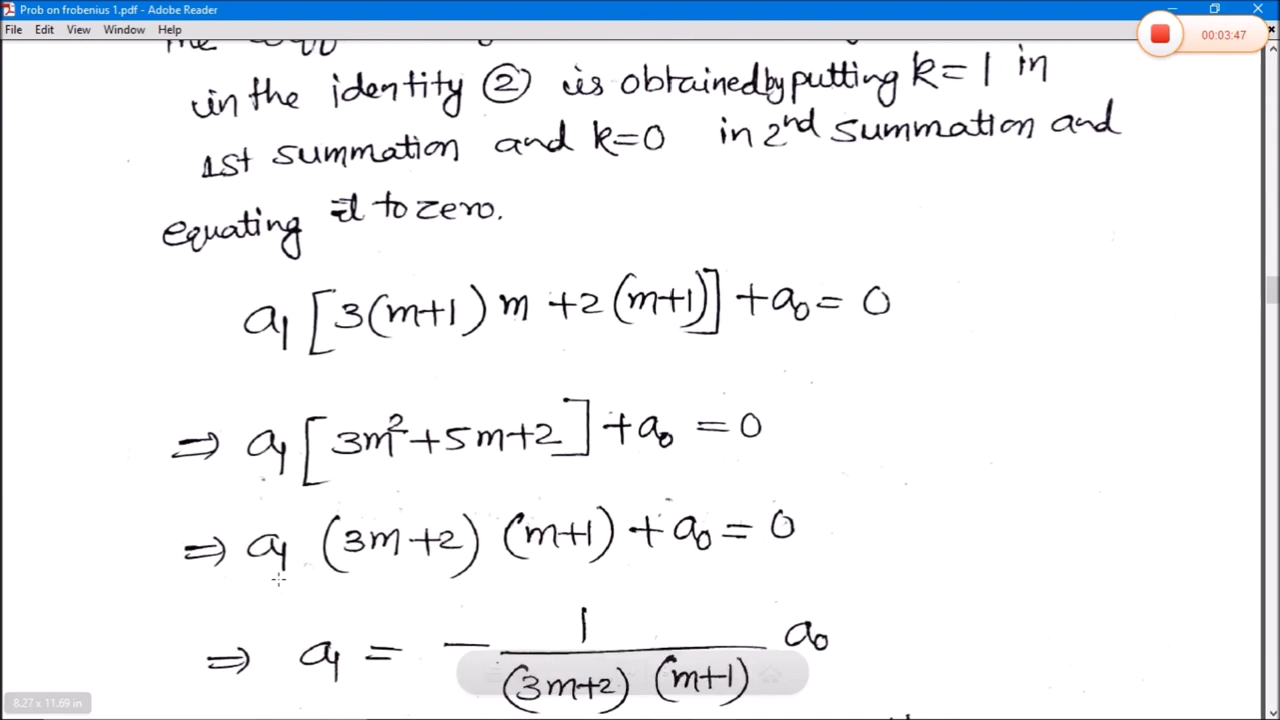 Prob on frobenius 1.pdf - Adobe Reader
File Edit View Window Help
00:03:47
The
in the identity ② is obtained by putting k=1 in
1st summation and k=0 in 2nd summation and
equating it to zero.
a₁ [3(m+1)m +2(m+1)] + a₀ = 0
⇒ a₁ [3m²+5m+2] + a₀ = 0
⇒ a₁ (3m+2) (m+1) + a₀ = 0
⇒ a₁ = - 1 / (3m+2) (m+1) a₀
8.27 x 11.69 in